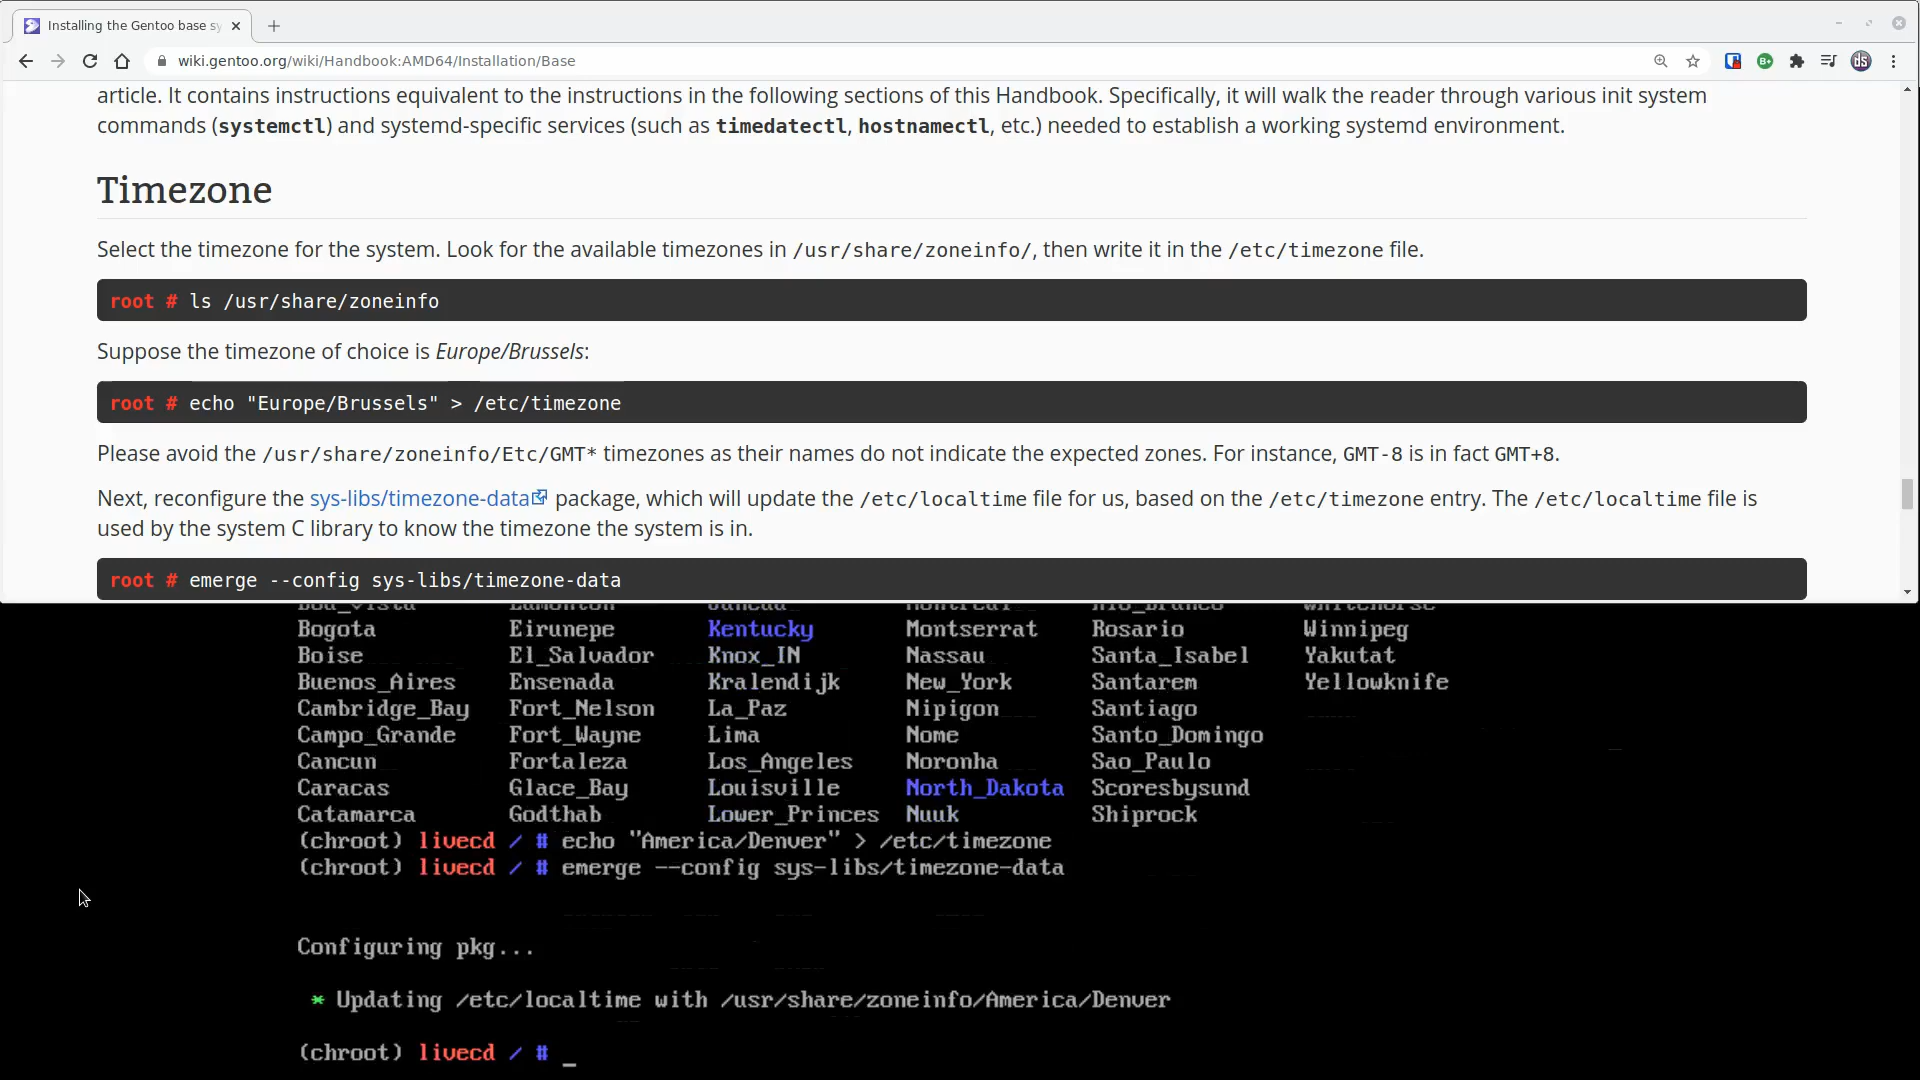 Installing the Gentoo base sy
wiki.gentoo.org/wiki/Handbook:AMD64/Installation/Base
article. It contains instructions equivalent to the instructions in the following sections of this Handbook. Specifically, it will walk the reader through various init system
commands (systemctl) and systemd-specific services (such as timedatectl, hostnamectl, etc.) needed to establish a working systemd environment.
Timezone
Select the timezone for the system. Look for the available timezones in /usr/share/zoneinfo/, then write it in the /etc/timezone file.
root # ls /usr/share/zoneinfo
Suppose the timezone of choice is Europe/Brussels:
root # echo "Europe/Brussels" > /etc/timezone
Please avoid the /usr/share/zoneinfo/Etc/GMT* timezones as their names do not indicate the expected zones. For instance, GMT-8 is in fact GMT+8.
Next, reconfigure the sys-libs/timezone-data package, which will update the /etc/localtime file for us, based on the /etc/timezone entry. The /etc/localtime file is
used by the system C library to know the timezone the system is in.
root # emerge --config sys-libs/timezone-data
Boa_Vista Edmonton Juneau Montreal Rio_Branco Whitehorse
Bogota Eirunepe Kentucky Montserrat Rosario Winnipeg
Boise El_Salvador Knox_IN Nassau Santa_Isabel Yakutat
Buenos_Aires Ensenada Kralendijk New_York Santarem Yellowknife
Cambridge_Bay Fort_Nelson La_Paz Nipigon Santiago
Campo_Grande Fort_Wayne Lima Nome Santo_Domingo
Cancun Fortaleza Los_Angeles Noronha Sao_Paulo
Caracas Glace_Bay Louisville North_Dakota Scoresbysund
Catamarca Godthab Lower_Princes Nuuk Shiprock
(chroot) livecd / # echo "America/Denver" > /etc/timezone
(chroot) livecd / # emerge --config sys-libs/timezone-data
Configuring pkg...
* Updating /etc/localtime with /usr/share/zoneinfo/America/Denver
(chroot) livecd / # _